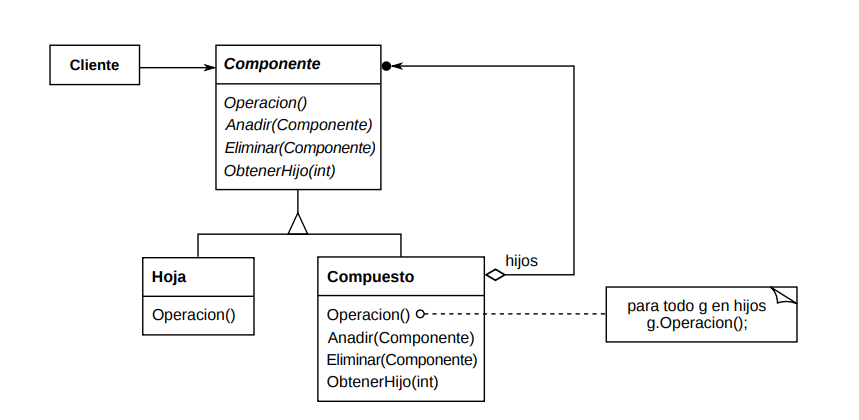 Cliente
Componente
Operacion()
Anadir(Componente)
Eliminar(Componente)
ObtenerHijo(int)
hijos
Hoja
Operacion()
Compuesto
Operacion()
Anadir(Componente)
Eliminar(Componente)
ObtenerHijo(int)
para todo g en hijos
g.Operacion();